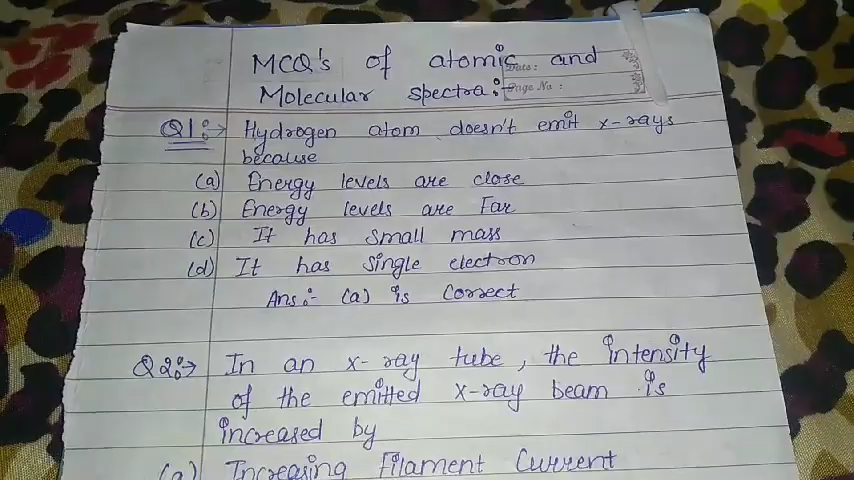 MCQ's of atomic and
Date:
Molecular spectra :-
Page No :
Q1:→ Hydrogen atom doesn't emit x-rays
because
(a) Energy levels are close
(b) Energy levels are Far
(c) It has small mass
(d) It has single electron
Ans:- (a) is correct
Q2:→ In an x-ray tube, the intensity
of the emitted x-ray beam is
increased by
(a) Increasing Filament Current